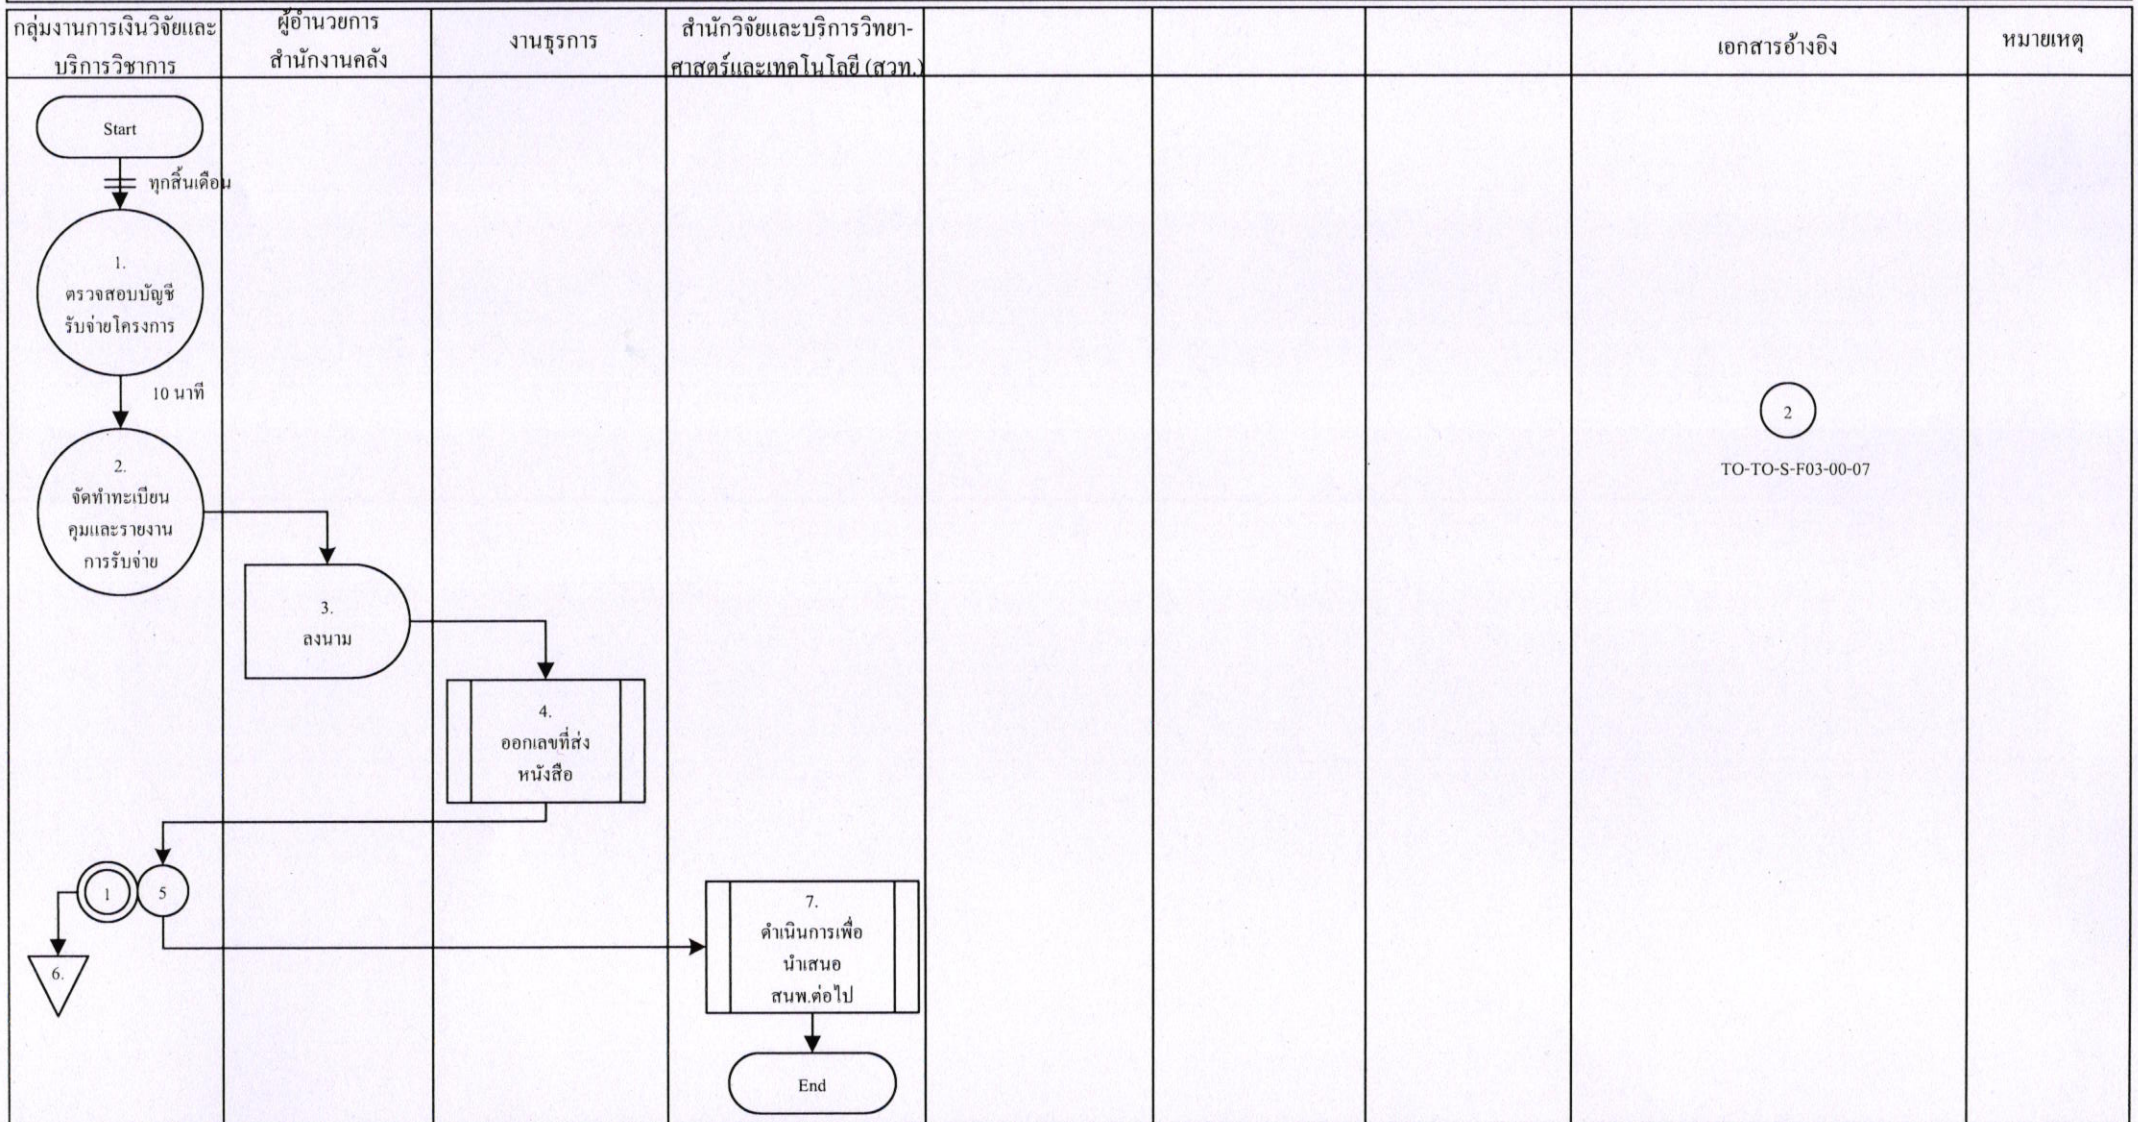 กลุ่มงานการเงินวิจัยและ
บริการวิชาการ
ผู้อำนวยการ
สำนักงานคลัง
งานธุรการ
สำนักวิจัยและบริการวิทยา-
ศาสตร์และเทคโนโลยี (สวท.)
เอกสารอ้างอิง
หมายเหตุ
Start
ทุกสิ้นเดือน
1.
ตรวจสอบบัญชี
รับจ่ายโครงการ
10 นาที
2.
จัดทำทะเบียน
คุมและรายงาน
การรับจ่าย
2
TO-TO-S-F03-00-07
3.
ลงนาม
4.
ออกเลขที่ส่ง
หนังสือ
1
5
6.
7.
ดำเนินการเพื่อ
นำเสนอ
สนพ.ต่อไป
End